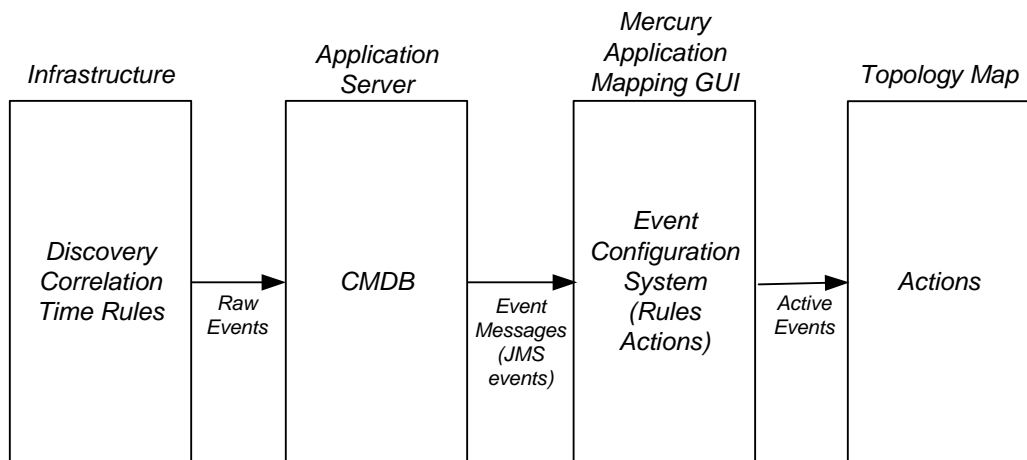 Infrastructure
Application
Server
Mercury
Application
Mapping GUI
Topology Map
Discovery
Correlation
Time Rules
Raw
Events
CMDB
Event
Messages
(JMS
events)
Event
Configuration
System
(Rules
Actions)
Active
Events
Actions